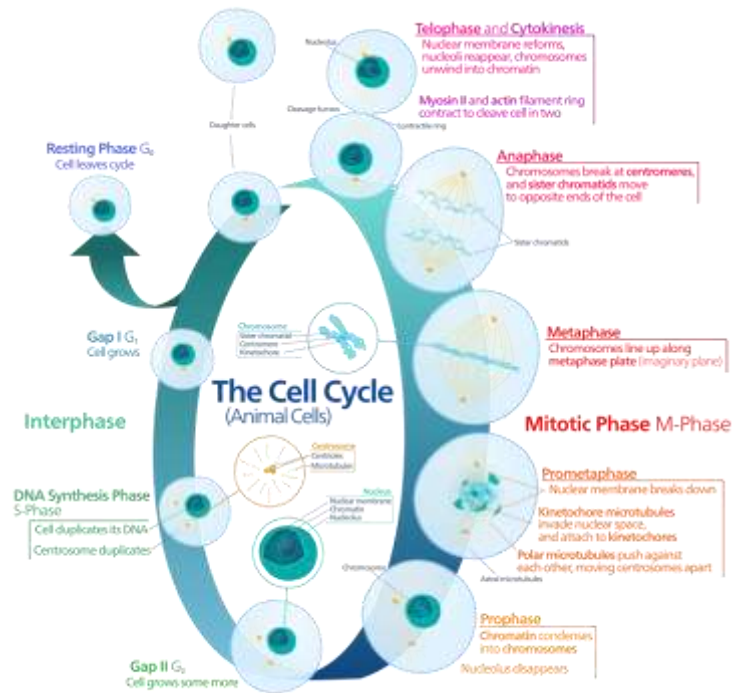 Telophase and Cytokinesis
Nuclear membrane reforms,
nucleoli reappear, chromosomes
unwind into chromatin
Nucleolus
Myosin II and actin filament ring
contract to cleave cell in two
Cleavage furrows
Contractile ring
Daughter cells
Resting Phase G₀
Cell leaves cycle
Anaphase
Chromosomes break at centromeres,
and sister chromatids move
to opposite ends of the cell
Sister chromatids
Gap I G₁
Cell grows
Chromosome
Sister chromatid
Centromere
Kinetochore
Metaphase
Chromosomes line up along
metaphase plate (imaginary plane)
The Cell Cycle
(Animal Cells)
Interphase
Mitotic Phase M-Phase
Centrosome
Centrioles
Microtubules
DNA Synthesis Phase
S-Phase
Cell duplicates its DNA
Centrosome duplicates
Nucleus
Nuclear membrane
Chromatin
Nucleolus
Prometaphase
Nuclear membrane breaks down
Kinetochore microtubules
invade nuclear space,
and attach to kinetochores
Polar microtubules push against
each other, moving centrosomes apart
Astral microtubules
Chromosome
Prophase
Chromatin condenses
into chromosomes
Nucleolus disappears
Gap II G₂
Cell grows some more